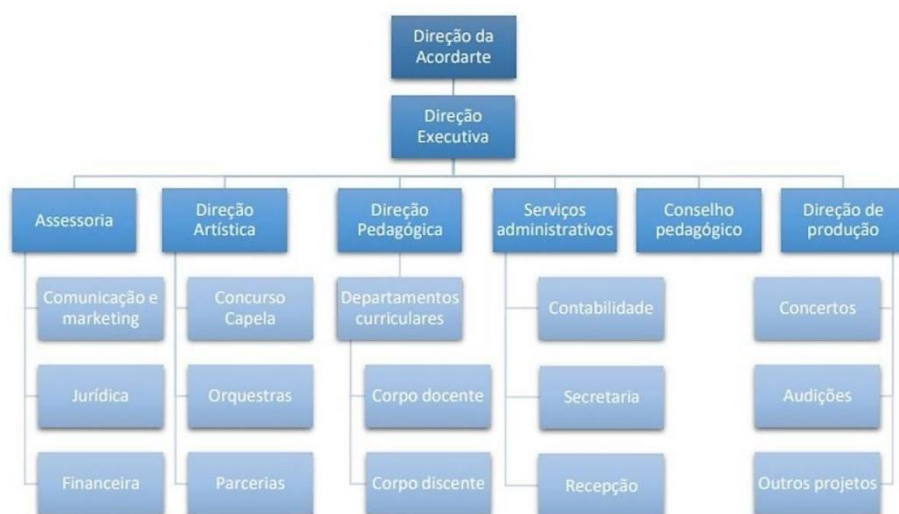 Direção da
Acordarte
Direção
Executiva
Assessoria
Direção
Artística
Direção
Pedagógica
Serviços
administrativos
Conselho
pedagógico
Direção de
produção
Comunicação e
marketing
Concurso
Capela
Departamentos
curriculares
Contabilidade
Concertos
Jurídica
Orquestras
Corpo docente
Secretaria
Audições
Financeira
Parcerias
Corpo discente
Recepção
Outros projetos